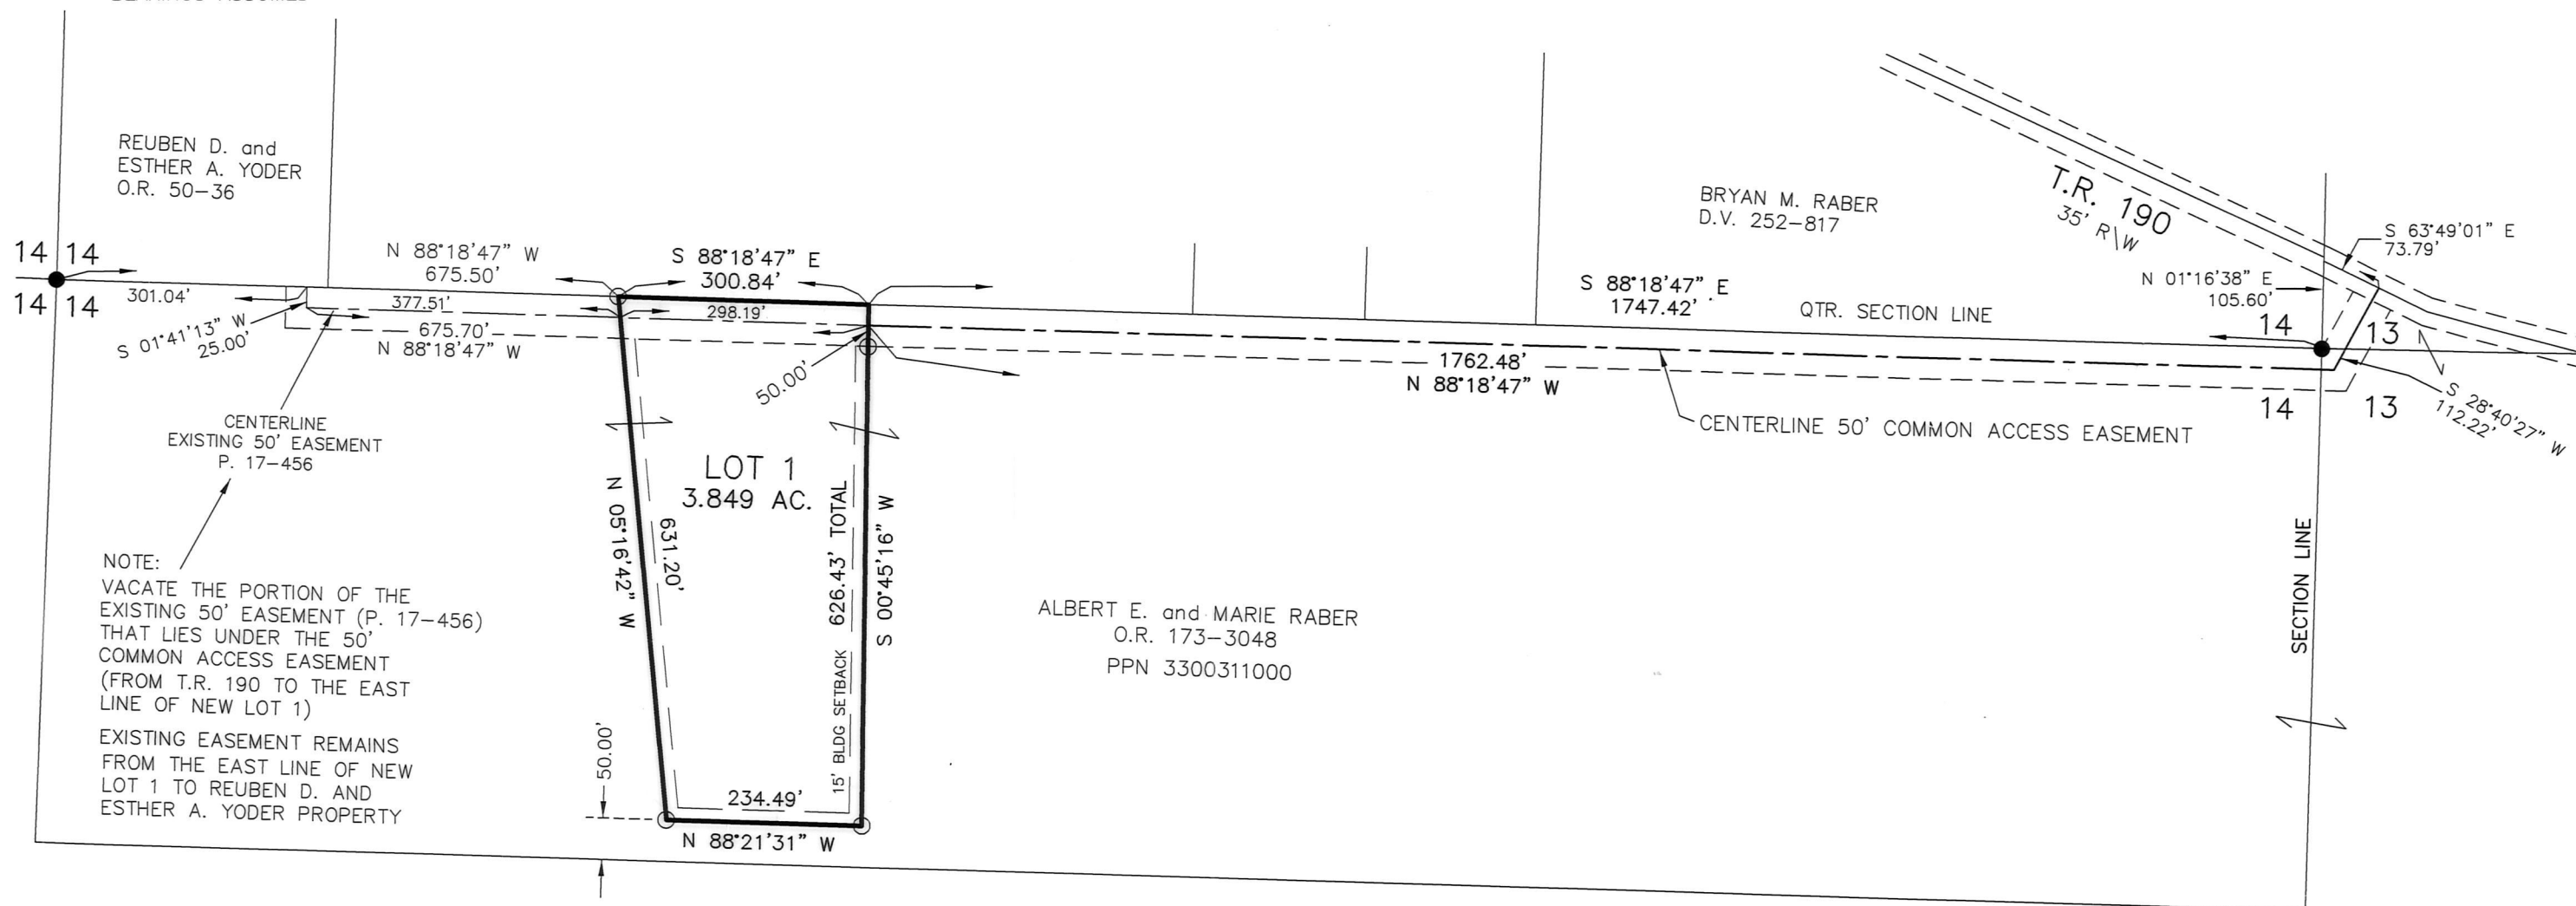 REUBEN D. and
ESTHER A. YODER
O.R. 50-36
14 14
14 14
301.04'
S 01°41'13" W
25.00'
N 88°18'47" W
675.50'
377.51'
675.70'
N 88°18'47" W
S 88°18'47" E
300.84'
298.19'
50.00'
CENTERLINE
EXISTING 50' EASEMENT
P. 17-456
NOTE:
VACATE THE PORTION OF THE
EXISTING 50' EASEMENT (P. 17-456)
THAT LIES UNDER THE 50'
COMMON ACCESS EASEMENT
(FROM T.R. 190 TO THE EAST
LINE OF NEW LOT 1)
EXISTING EASEMENT REMAINS
FROM THE EAST LINE OF NEW
LOT 1 TO REUBEN D. AND
ESTHER A. YODER PROPERTY
LOT 1
3.849 AC.
N 05°16'42" W
631.20'
15' BLDG SETBACK
626.43' TOTAL
S 00°45'16" W
50.00'
234.49'
N 88°21'31" W
ALBERT E. and MARIE RABER
O.R. 173-3048
PPN 3300311000
BRYAN M. RABER
D.V. 252-817
S 88°18'47" E
1747.42'
QTR. SECTION LINE
1762.48'
N 88°18'47" W
CENTERLINE 50' COMMON ACCESS EASEMENT
T.R. 190
35' R\W
S 63°49'01" E
73.79'
N 01°16'38" E
105.60'
14 13
14 13
S 28°40'27" W
112.22'
SECTION LINE